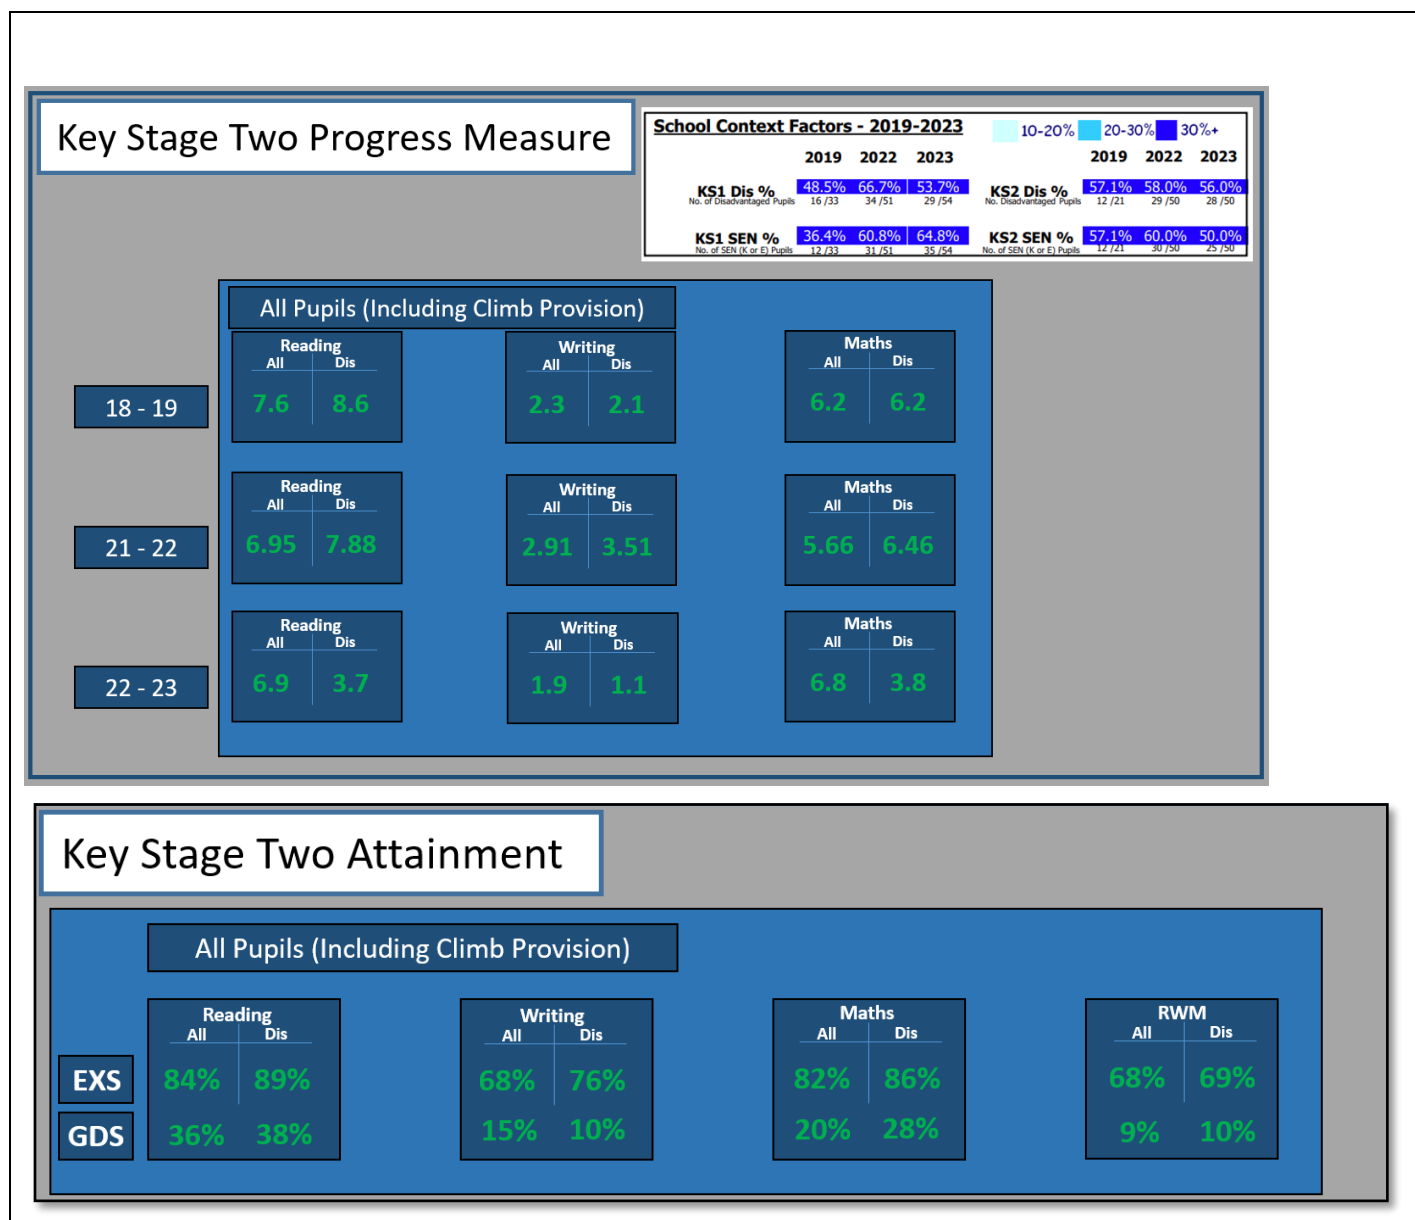 Key Stage Two Progress Measure
School Context Factors - 2019-2023
10-20% 20-30% 30%+
2019 2022 2023 2019 2022 2023
KS1 Dis % 48.5% 66.7% 53.7% KS2 Dis % 57.1% 58.0% 56.0%
No. of Disadvantaged Pupils 16 /33 34 /51 29 /54 No. Disadvantaged Pupils 12 /21 29 /50 28 /50
KS1 SEN % 36.4% 60.8% 64.8% KS2 SEN % 57.1% 60.0% 50.0%
No. of SEN (K or E) Pupils 12 /33 31 /51 35 /54 No. of SEN (K or E) Pupils 12 /21 30 /50 25 /50
All Pupils (Including Climb Provision)
Reading Writing Maths
All Dis All Dis All Dis
18 - 19 7.6 8.6 2.3 2.1 6.2 6.2
Reading Writing Maths
All Dis All Dis All Dis
21 - 22 6.95 7.88 2.91 3.51 5.66 6.46
Reading Writing Maths
All Dis All Dis All Dis
22 - 23 6.9 3.7 1.9 1.1 6.8 3.8
Key Stage Two Attainment
All Pupils (Including Climb Provision)
Reading Writing Maths RWM
All Dis All Dis All Dis All Dis
EXS 84% 89% 68% 76% 82% 86% 68% 69%
GDS 36% 38% 15% 10% 20% 28% 9% 10%